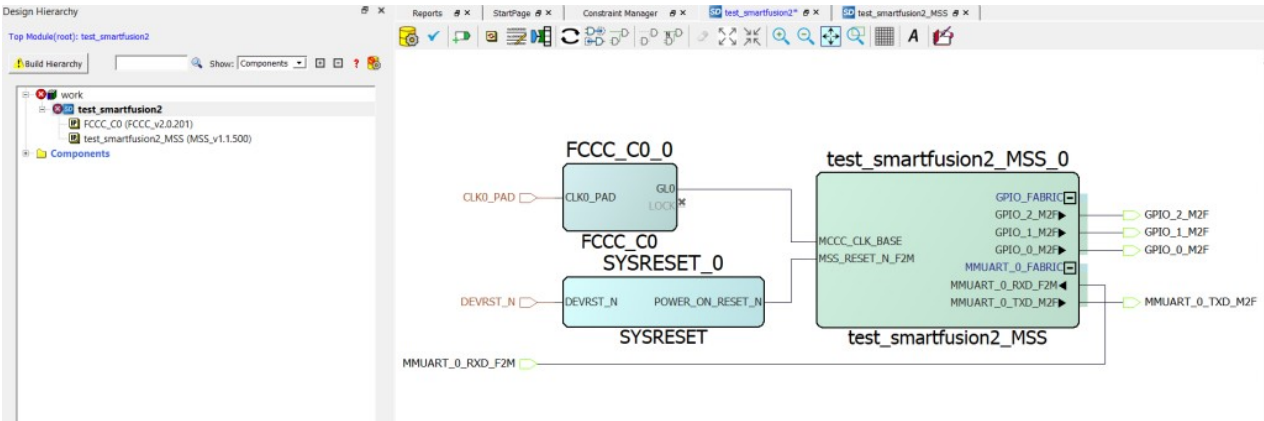 Design Hierarchy
Top Module(root): test_smartfusion2
Build Hierarchy
Show: Components
work
test_smartfusion2
FCCC_C0 (FCCC_v2.0.201)
test_smartfusion2_MSS (MSS_v1.1.500)
Components
Reports StartPage Constraint Manager SD test_smartfusion2* SD test_smartfusion2_MSS
A
FCCC_C0_0
CLK0_PAD
CLK0_PAD
GL0
LOCK
FCCC_C0
SYSRESET_0
DEVRST_N
DEVRST_N
POWER_ON_RESET_N
SYSRESET
MMUART_0_RXD_F2M
test_smartfusion2_MSS_0
MCCC_CLK_BASE
MSS_RESET_N_F2M
GPIO_FABRIC
GPIO_2_M2F
GPIO_1_M2F
GPIO_0_M2F
MMUART_0_FABRIC
MMUART_0_RXD_F2M
MMUART_0_TXD_M2F
test_smartfusion2_MSS
GPIO_2_M2F
GPIO_1_M2F
GPIO_0_M2F
MMUART_0_TXD_M2F